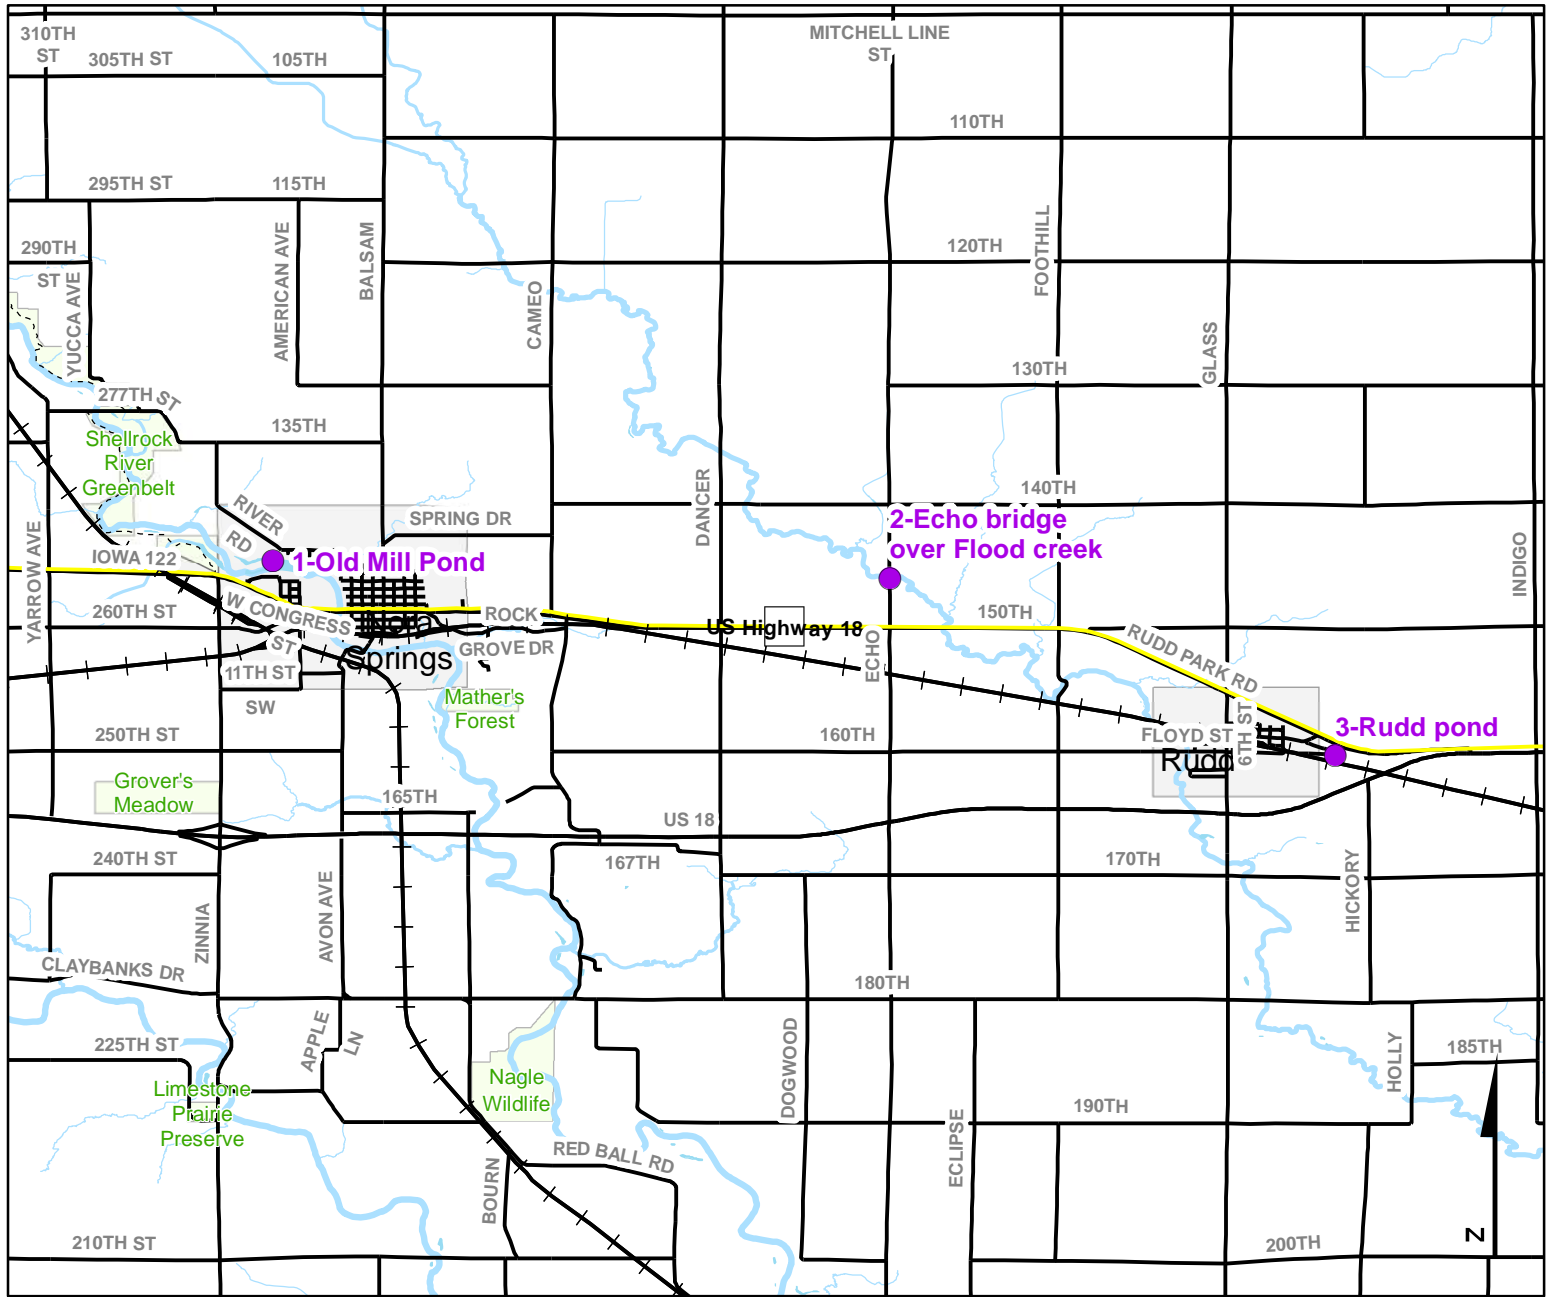 310TH
ST
305TH ST
105TH
MITCHELL LINE
ST
110TH
295TH ST
115TH
290TH
ST
YUCCA AVE
AMERICAN AVE
BALSAM
CAMEO
120TH
FOOTHILL
GLASS
130TH
277TH ST
135TH
Shellrock
River
Greenbelt
RIVER
RD
SPRING DR
DANCER
140TH
2-Echo bridge
over Flood creek
1-Old Mill Pond
YARROW AVE
IOWA 122
INDIGO
260TH ST
W CONGRESS
ST
Nora
Springs
ROCK
GROVE DR
US Highway 18
150TH
ECHO
RUDD PARK RD
11TH ST
SW
Mather's
Forest
250TH ST
160TH
FLOYD ST
6TH ST
Rudd
3-Rudd pond
Grover's
Meadow
165TH
US 18
240TH ST
167TH
170TH
HICKORY
ZINNIA
AVON AVE
CLAYBANKS DR
180TH
225TH ST
APPLE
LN
DOGWOOD
HOLLY
185TH
Limestone
Prairie
Preserve
Nagle
Wildlife
190TH
ECLIPSE
RED BALL RD
BOURN
210TH ST
200TH
N